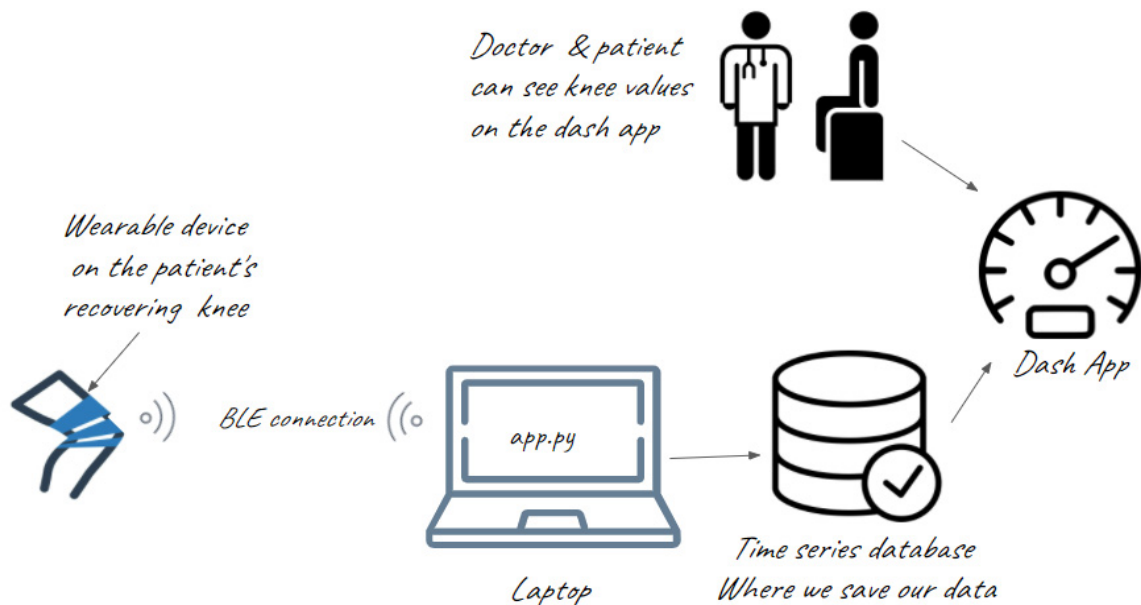 Doctor & patient
can see knee values
on the dash app
Wearable device
on the patient's
recovering knee
BLE connection
app.py
Dash App
Laptop
Time series database
Where we save our data